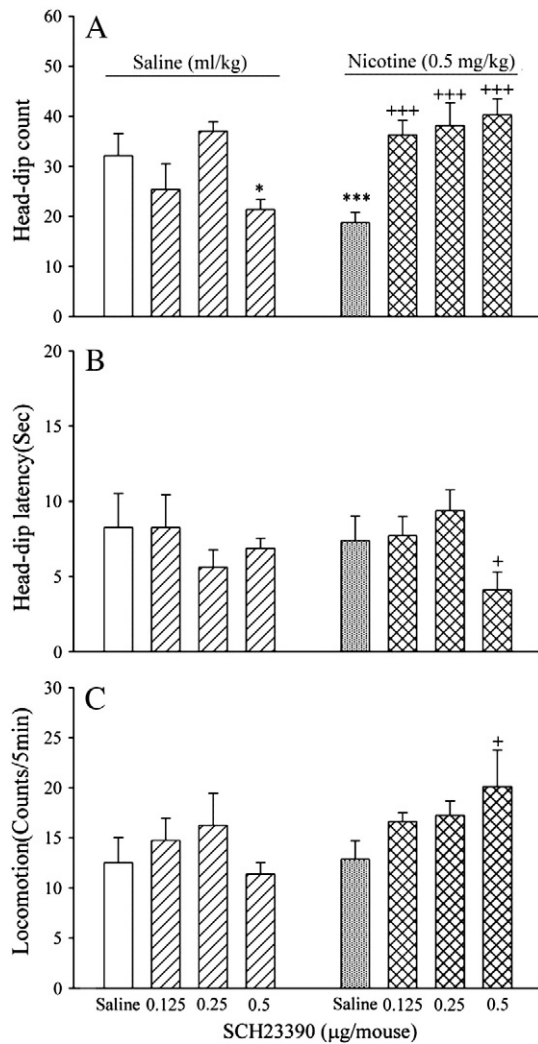 A
60
50
40
30
20
10
0
Head-dip count
Saline (ml/kg)
Nicotine (0.5 mg/kg)
*
***
+++
+++
+++
B
20
15
10
5
0
Head-dip latency(Sec)
+
C
30
25
20
15
10
5
0
Locomotion(Counts/5min)
+
Saline 0.125 0.25 0.5 Saline 0.125 0.25 0.5
SCH23390 (μg/mouse)